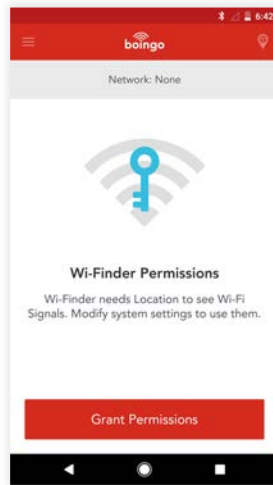 6:42
boingo
Network: None
Wi-Finder Permissions
Wi-Finder needs Location to see Wi-Fi
Signals. Modify system settings to use them.
Grant Permissions